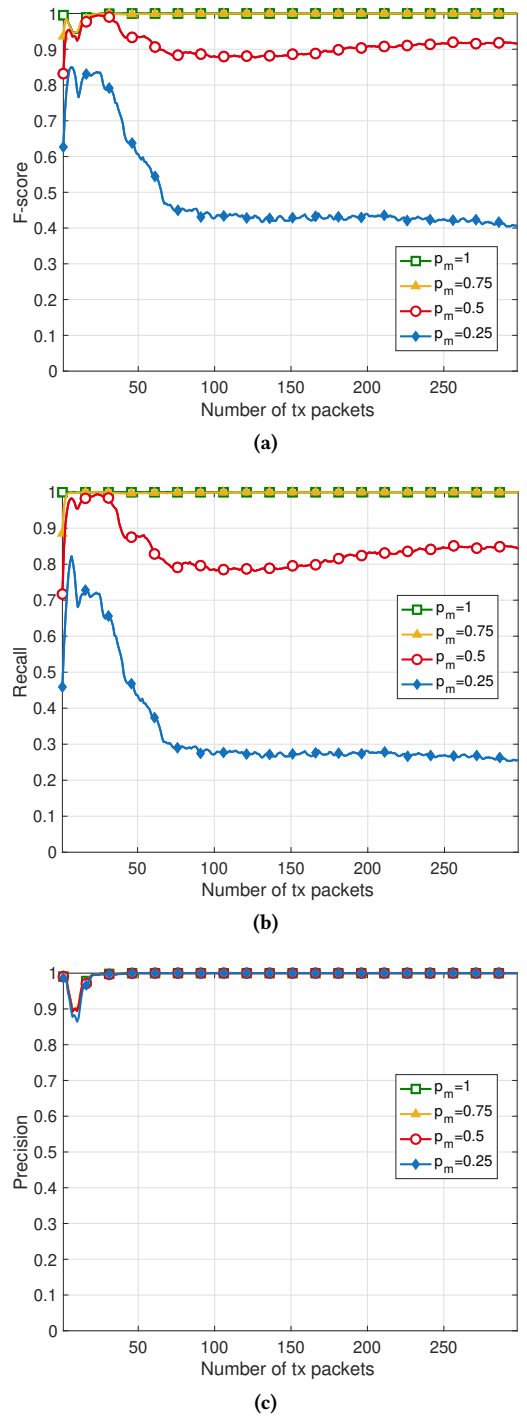 1
0.9
0.8
0.7
0.6
0.5
0.4
0.3
0.2
0.1
0
F-score
p_m=1
p_m=0.75
p_m=0.5
p_m=0.25
50 100 150 200 250
Number of tx packets
(a)
1
0.9
0.8
0.7
0.6
0.5
0.4
0.3
0.2
0.1
0
Recall
p_m=1
p_m=0.75
p_m=0.5
p_m=0.25
50 100 150 200 250
Number of tx packets
(b)
1
0.9
0.8
0.7
0.6
0.5
0.4
0.3
0.2
0.1
0
Precision
p_m=1
p_m=0.75
p_m=0.5
p_m=0.25
50 100 150 200 250
Number of tx packets
(c)